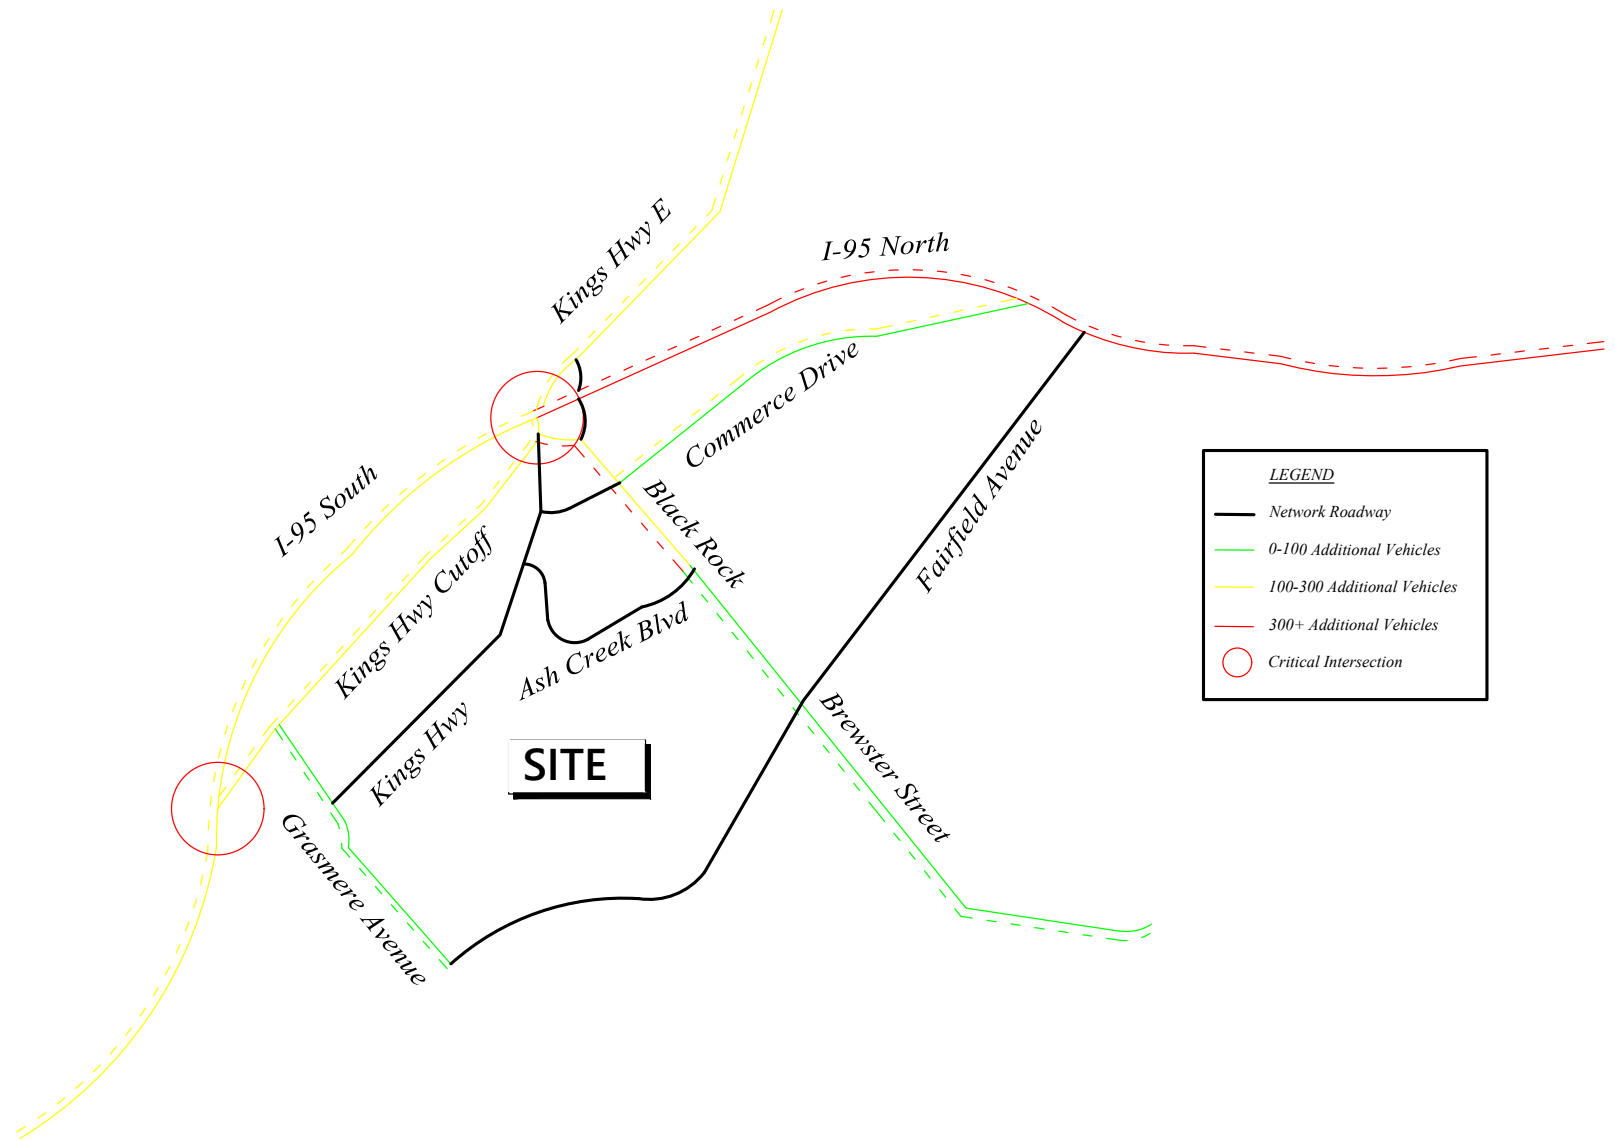 Kings Hwy E
I-95 North
Commerce Drive
I-95 South
Black Rock
Fairfield Avenue
Kings Hwy Cutoff
Ash Creek Blvd
Kings Hwy
SITE
Brewster Street
Grasmere Avenue
LEGEND
Network Roadway
0-100 Additional Vehicles
100-300 Additional Vehicles
300+ Additional Vehicles
Critical Intersection